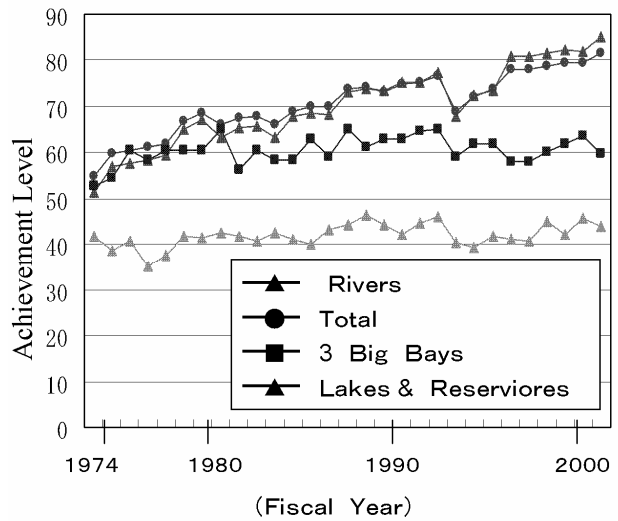 90
80
70
60
50
40
30
20
10
0
Achievement Level
Rivers
Total
3 Big Bays
Lakes & Reserviores
1974 1980 1990 2000
(Fiscal Year)